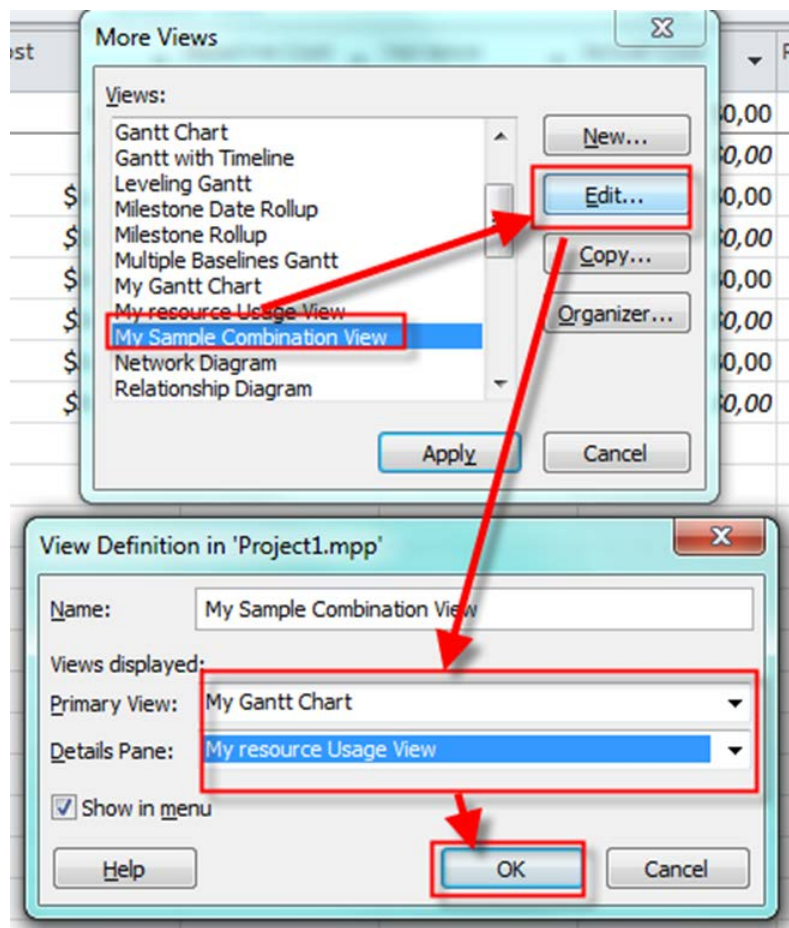 ost
More Views
Views:
Gantt Chart
Gantt with Timeline
Leveling Gantt
Milestone Date Rollup
Milestone Rollup
Multiple Baselines Gantt
My Gantt Chart
My resource Usage View
My Sample Combination View
Network Diagram
Relationship Diagram
New...
Edit...
Copy...
Organizer...
Apply
Cancel
$
$
$
$
$
$
0,00
0,00
0,00
0,00
0,00
0,00
0,00
0,00
View Definition in 'Project1.mpp'
Name: My Sample Combination View
Views displayed:
Primary View: My Gantt Chart
Details Pane: My resource Usage View
Show in menu
Help OK Cancel